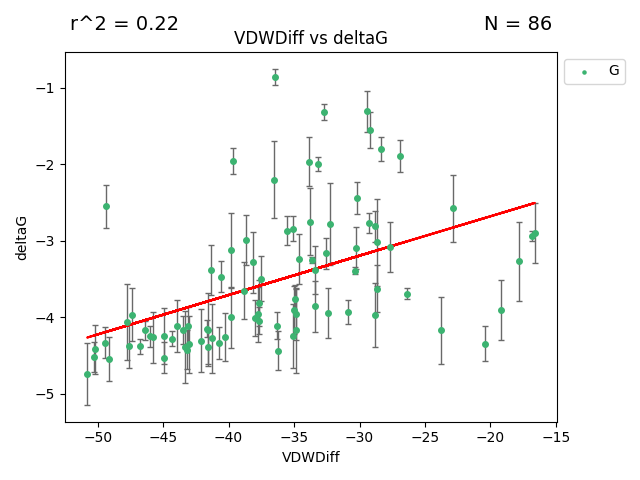 r^2 = 0.22
N = 86
VDWDiff vs deltaG
G
deltaG
−1
−2
−3
−4
−5
−50
−45
−40
−35
−30
−25
−20
−15
VDWDiff